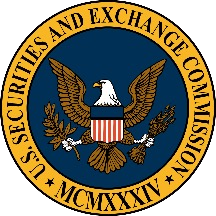 U.S. SECURITIES AND EXCHANGE COMMISSION
MCMXXXIV